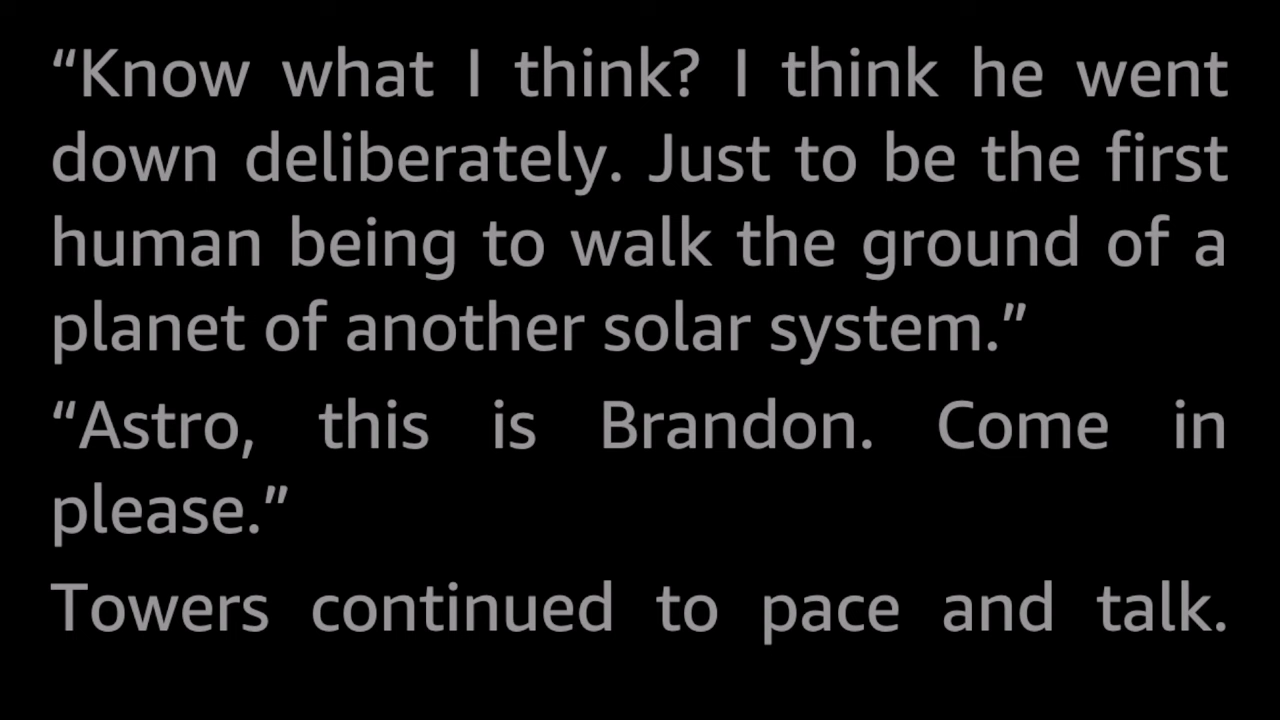 “Know what I think? I think he went
down deliberately. Just to be the first
human being to walk the ground of a
planet of another solar system.”
“Astro, this is Brandon. Come in
please.”
Towers continued to pace and talk.